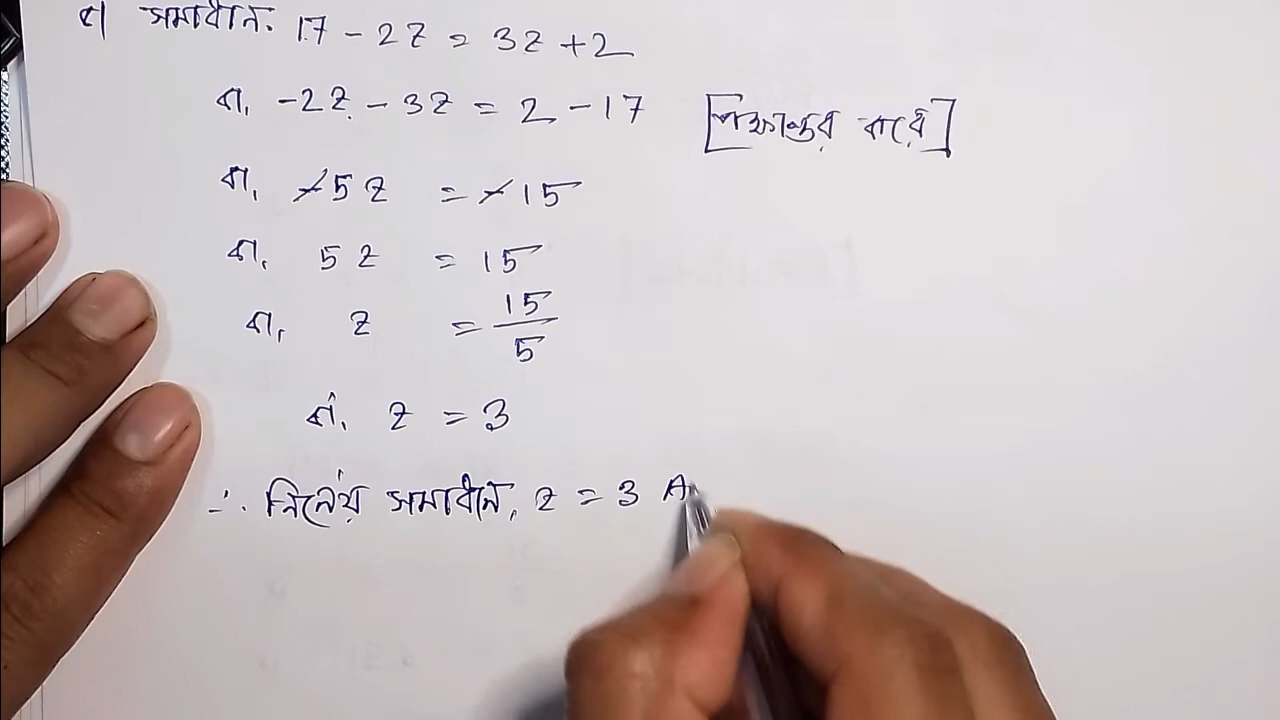 ৫| সমাধান: 17 - 2z = 3z + 2
বা, -2z - 3z = 2 - 17 [পক্ষান্তর করে]
বা, -5z = -15
বা, 5z = 15
বা, z = 15/5
বা, z = 3
∴ নির্ণেয় সমাধান, z = 3 A